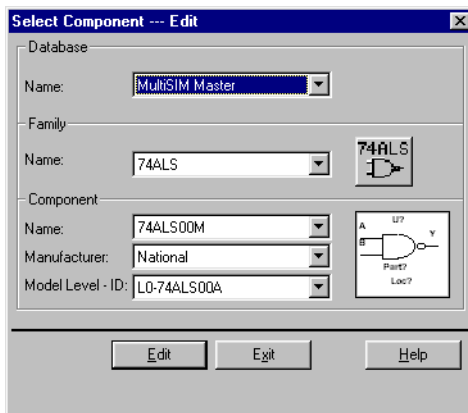 Select Component --- Edit
Database
Name: MultiSIM Master
Family
Name: 74ALS
74ALS
Component
Name: 74ALS00M
Manufacturer: National
Model Level - ID: L0-74ALS00A
U?
A
B
Y
Part?
Loc?
Edit Exit Help